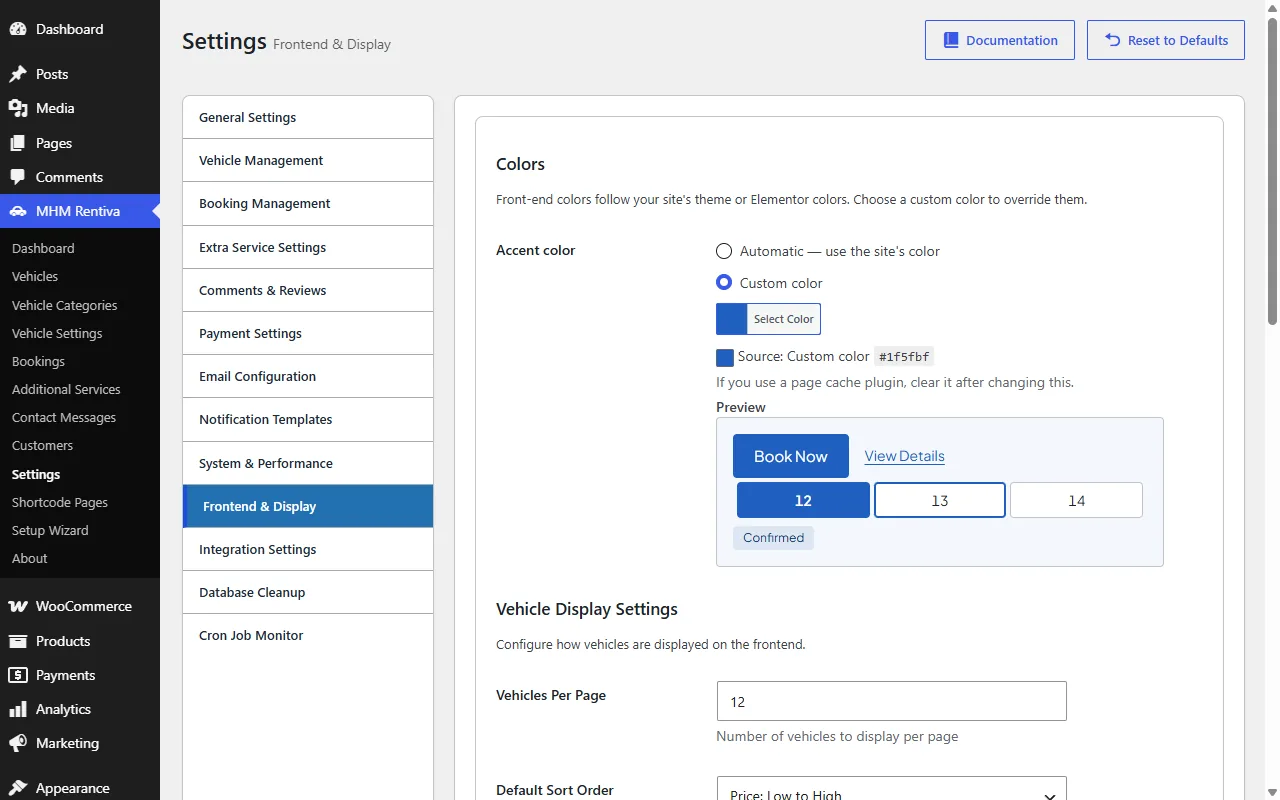 Dashboard
Posts
Media
Pages
Comments
MHM Rentiva
Dashboard
Vehicles
Vehicle Categories
Vehicle Settings
Bookings
Additional Services
Contact Messages
Customers
Settings
Shortcode Pages
Setup Wizard
About
WooCommerce
Products
Payments
Analytics
Marketing
Appearance
Settings Frontend & Display
Documentation
Reset to Defaults
General Settings
Vehicle Management
Booking Management
Extra Service Settings
Comments & Reviews
Payment Settings
Email Configuration
Notification Templates
System & Performance
Frontend & Display
Integration Settings
Database Cleanup
Cron Job Monitor
Colors
Front-end colors follow your site's theme or Elementor colors. Choose a custom color to override them.
Accent color
Automatic — use the site's color
Custom color
Select Color
Source: Custom color #1f5fbf
If you use a page cache plugin, clear it after changing this.
Preview
Book Now View Details
12 13 14
Confirmed
Vehicle Display Settings
Configure how vehicles are displayed on the frontend.
Vehicles Per Page
12
Number of vehicles to display per page
Default Sort Order
Price: Low to High